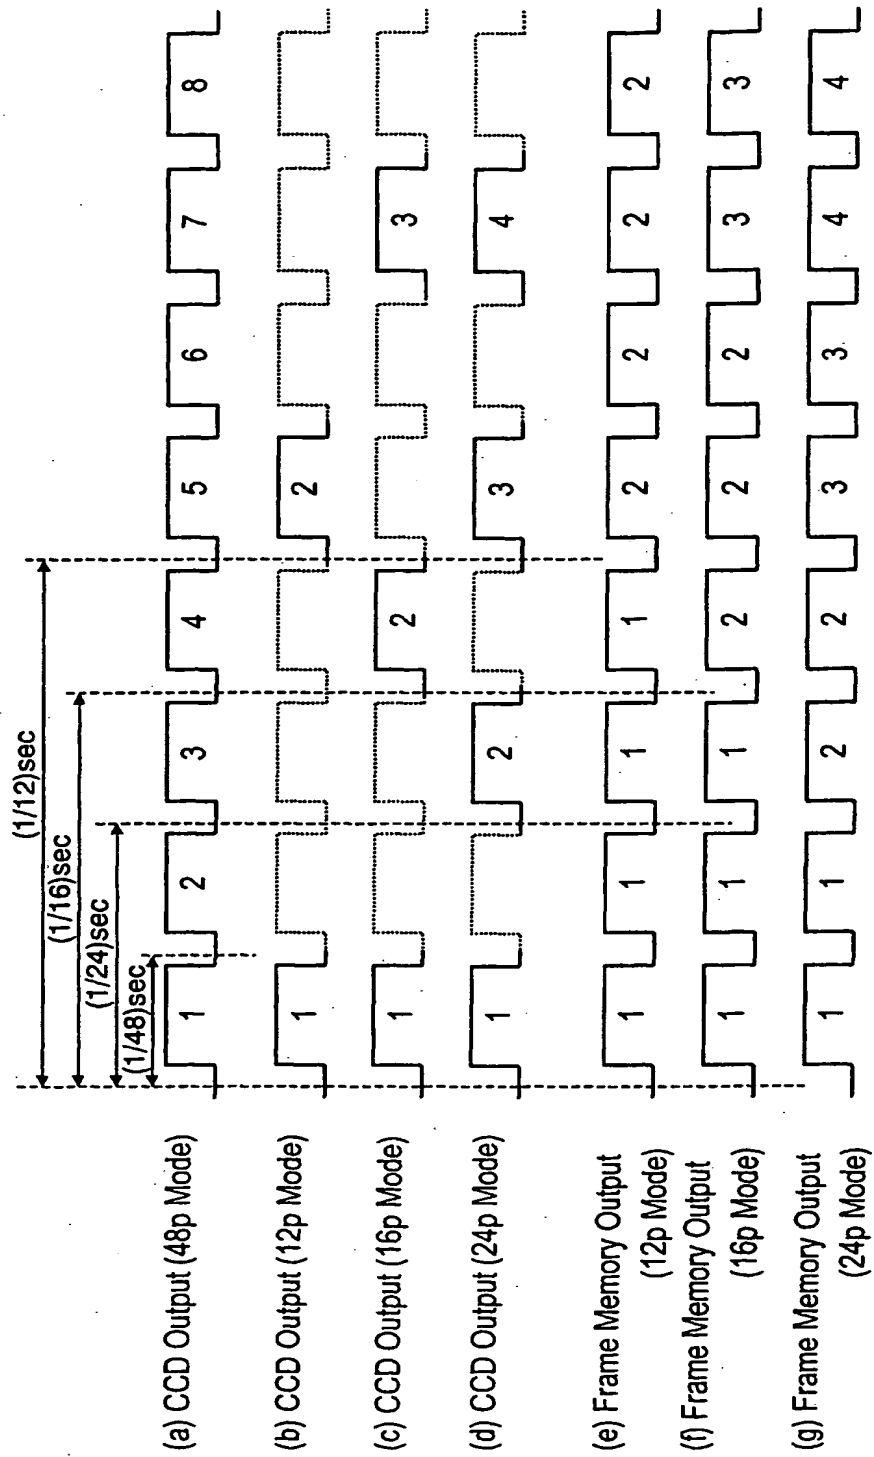 (1/12)sec
(1/16)sec
(1/24)sec
(1/48)sec
(a) CCD Output (48p Mode) 1 2 3 4 5 6 7 8
(b) CCD Output (12p Mode) 1 2
(c) CCD Output (16p Mode) 1 2 3
(d) CCD Output (24p Mode) 1 2 3 4
(e) Frame Memory Output 1 1 1 1 2 2 2 2
(12p Mode)
(f) Frame Memory Output 1 1 1 2 2 2 3 3
(16p Mode)
(g) Frame Memory Output 1 1 2 2 3 3 4 4
(24p Mode)